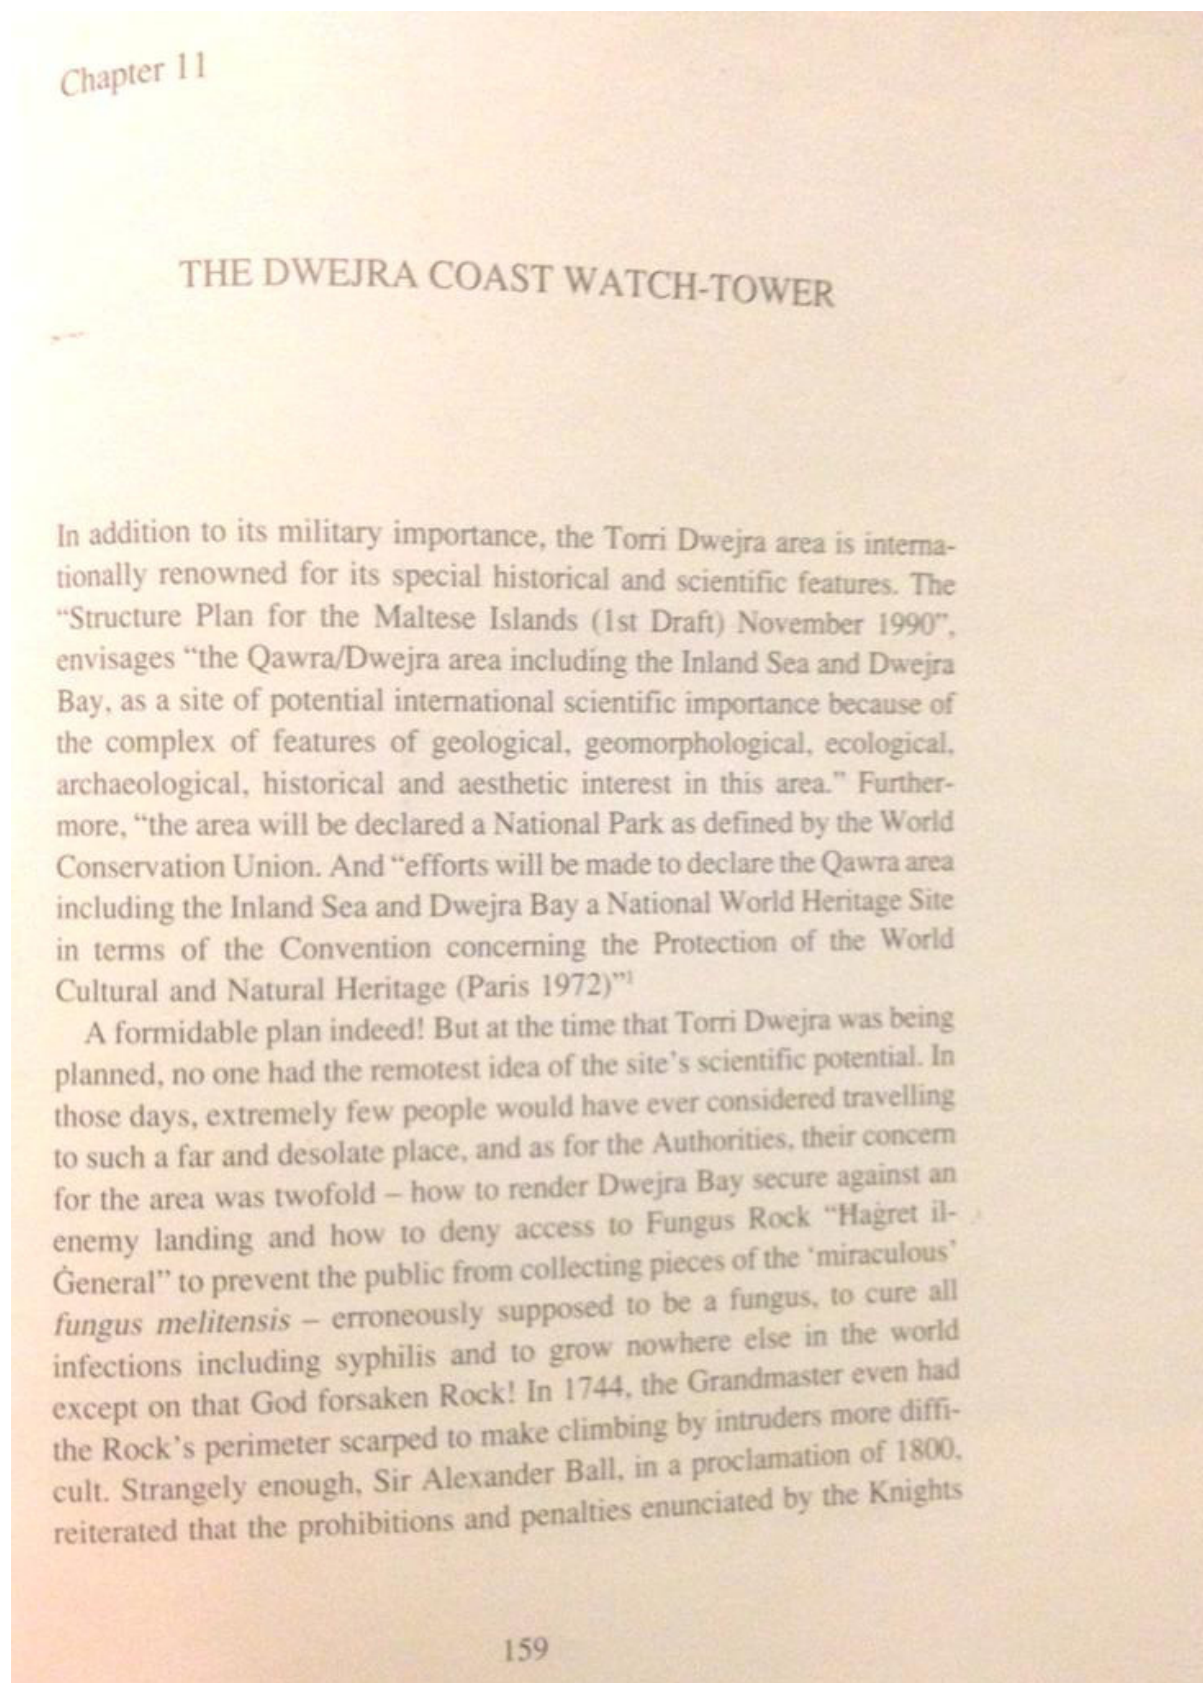 Chapter 11
THE DWEJRA COAST WATCH-TOWER
In addition to its military importance, the Torri Dwejra area is interna-
tionally renowned for its special historical and scientific features. The
“Structure Plan for the Maltese Islands (1st Draft) November 1990”,
envisages “the Qawra/Dwejra area including the Inland Sea and Dwejra
Bay, as a site of potential international scientific importance because of
the complex of features of geological, geomorphological, ecological,
archaeological, historical and aesthetic interest in this area.” Further-
more, “the area will be declared a National Park as defined by the World
Conservation Union. And “efforts will be made to declare the Qawra area
including the Inland Sea and Dwejra Bay a National World Heritage Site
in terms of the Convention concerning the Protection of the World
Cultural and Natural Heritage (Paris 1972)”¹
A formidable plan indeed! But at the time that Torri Dwejra was being
planned, no one had the remotest idea of the site’s scientific potential. In
those days, extremely few people would have ever considered travelling
to such a far and desolate place, and as for the Authorities, their concern
for the area was twofold – how to render Dwejra Bay secure against an
enemy landing and how to deny access to Fungus Rock “Haġret il-
Ġeneral” to prevent the public from collecting pieces of the ‘miraculous’
fungus melitensis – erroneously supposed to be a fungus, to cure all
infections including syphilis and to grow nowhere else in the world
except on that God forsaken Rock! In 1744, the Grandmaster even had
the Rock’s perimeter scarped to make climbing by intruders more diffi-
cult. Strangely enough, Sir Alexander Ball, in a proclamation of 1800,
reiterated that the prohibitions and penalties enunciated by the Knights
159